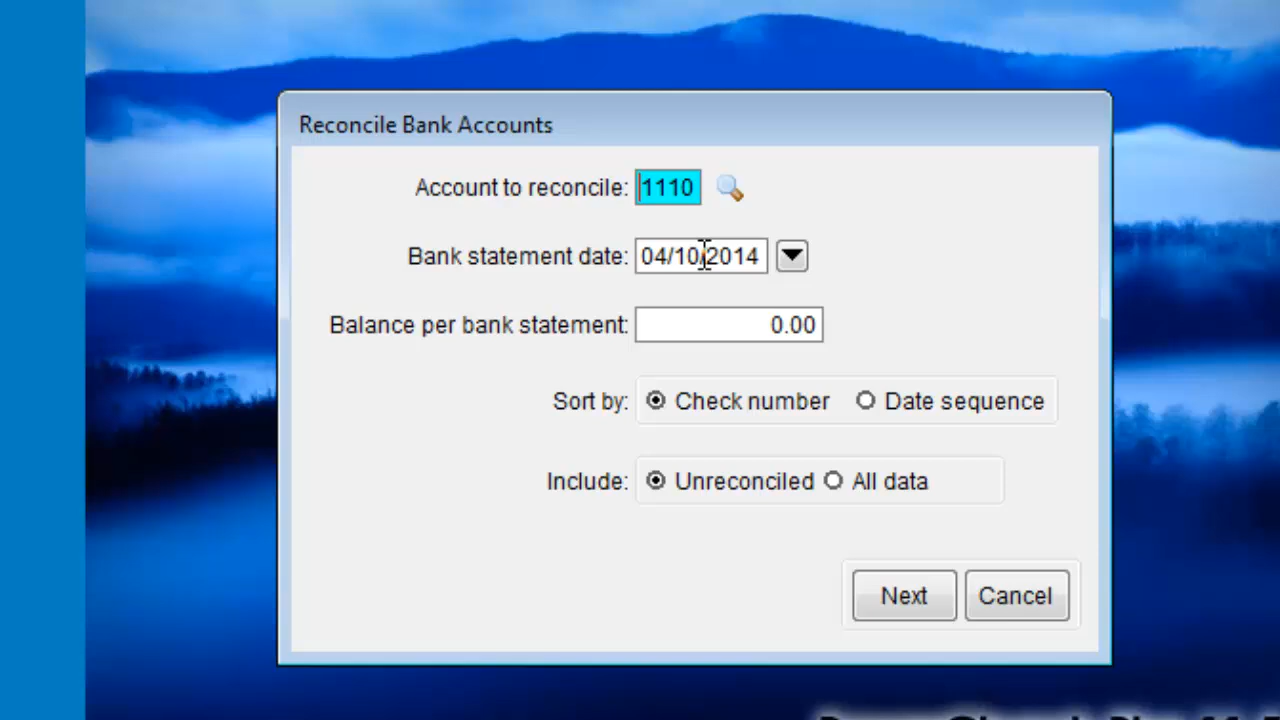 Reconcile Bank Accounts
Account to reconcile: 1110
Bank statement date: 04/10/2014
Balance per bank statement: 0.00
Sort by: Check number Date sequence
Include: Unreconciled All data
Next Cancel